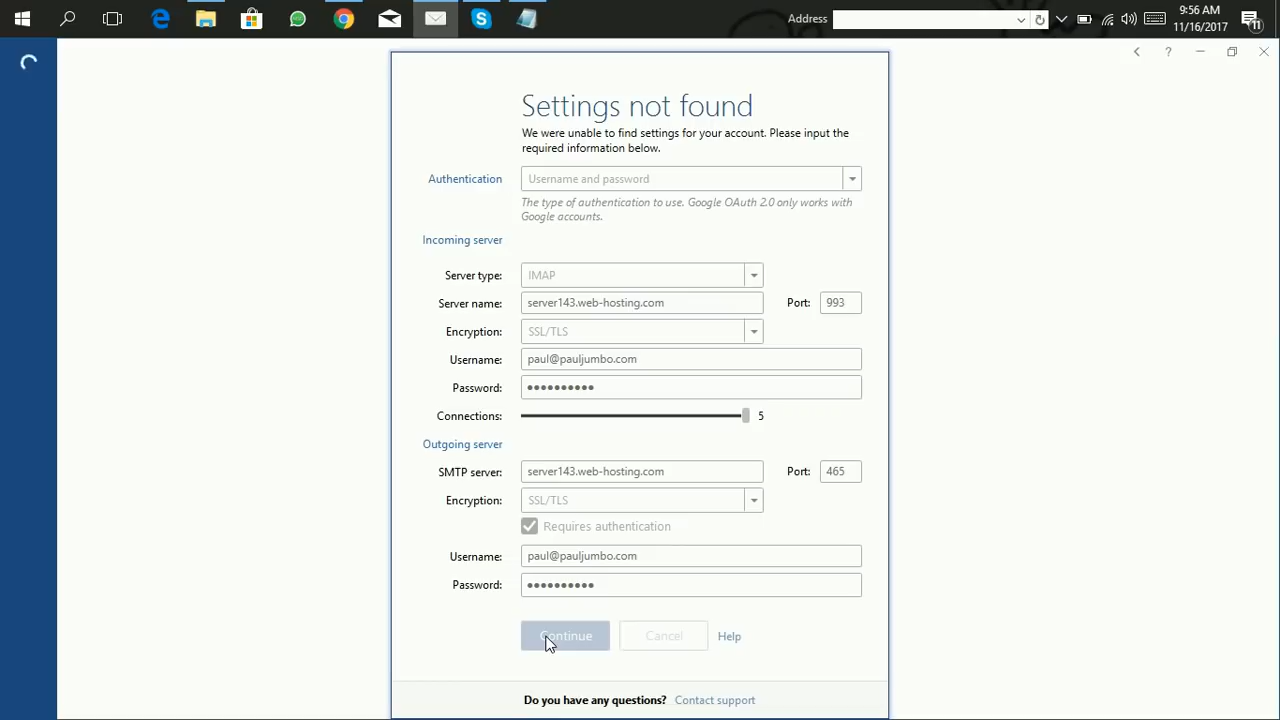 Address
9:56 AM
11/16/2017
11
?
Settings not found
We were unable to find settings for your account. Please input the
required information below.
Authentication
Username and password
The type of authentication to use. Google OAuth 2.0 only works with
Google accounts.
Incoming server
Server type: IMAP
Server name: server143.web-hosting.com Port: 993
Encryption: SSL/TLS
Username: paul@pauljumbo.com
Password: ●●●●●●●●●●
Connections: 5
Outgoing server
SMTP server: server143.web-hosting.com Port: 465
Encryption: SSL/TLS
Requires authentication
Username: paul@pauljumbo.com
Password: ●●●●●●●●●●
Continue Cancel Help
Do you have any questions? Contact support